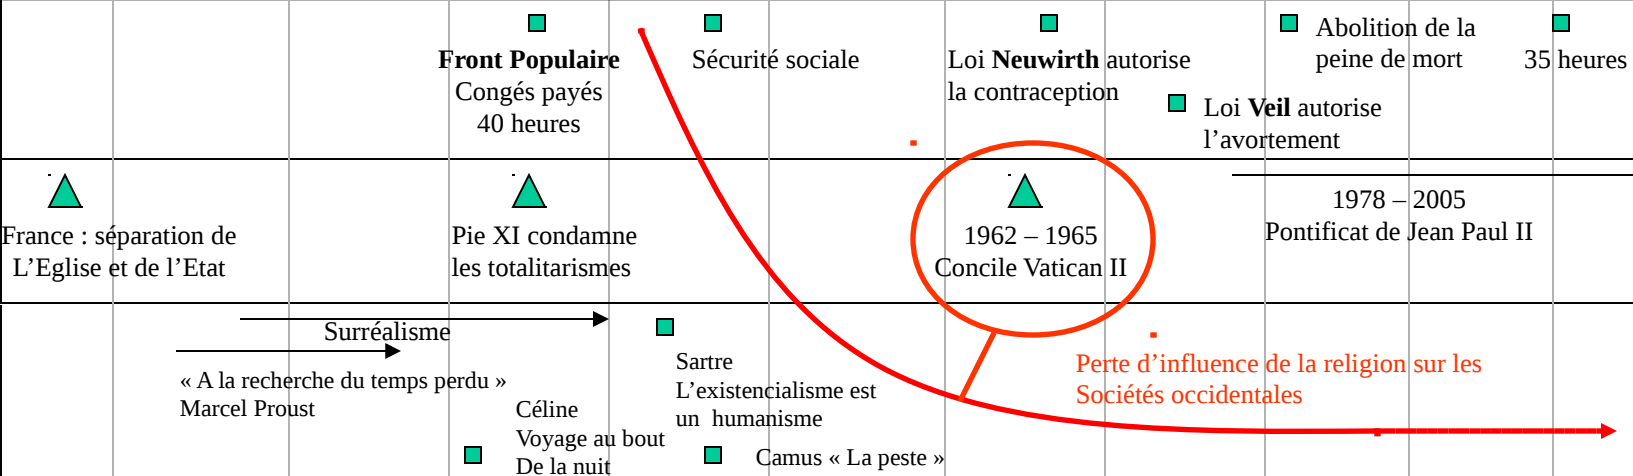 Front Populaire
Congés payés
40 heures
Sécurité sociale
Loi Neuwirth autorise
la contraception
Loi Veil autorise
l’avortement
Abolition de la
peine de mort
35 heures
France : séparation de
L’Eglise et de l’Etat
Pie XI condamne
les totalitarismes
1962 – 1965
Concile Vatican II
1978 – 2005
Pontificat de Jean Paul II
Surréalisme
« A la recherche du temps perdu »
Marcel Proust
Céline
Voyage au bout
De la nuit
Sartre
L’existencialisme est
un humanisme
Camus « La peste »
Perte d’influence de la religion sur les
Sociétés occidentales